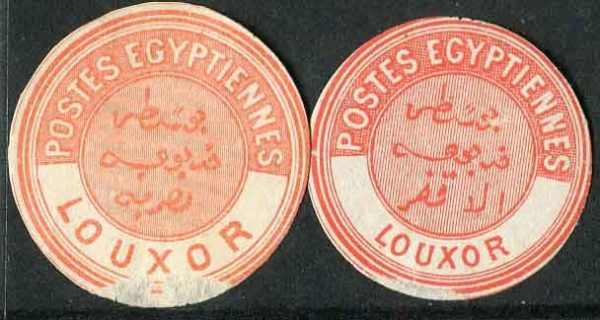 POSTES EGYPTIENNES
بوسطه
خديويه
مصريه
LOUXOR
POSTES EGYPTIENNES
بوسطه
خديويه
الاقصر
LOUXOR